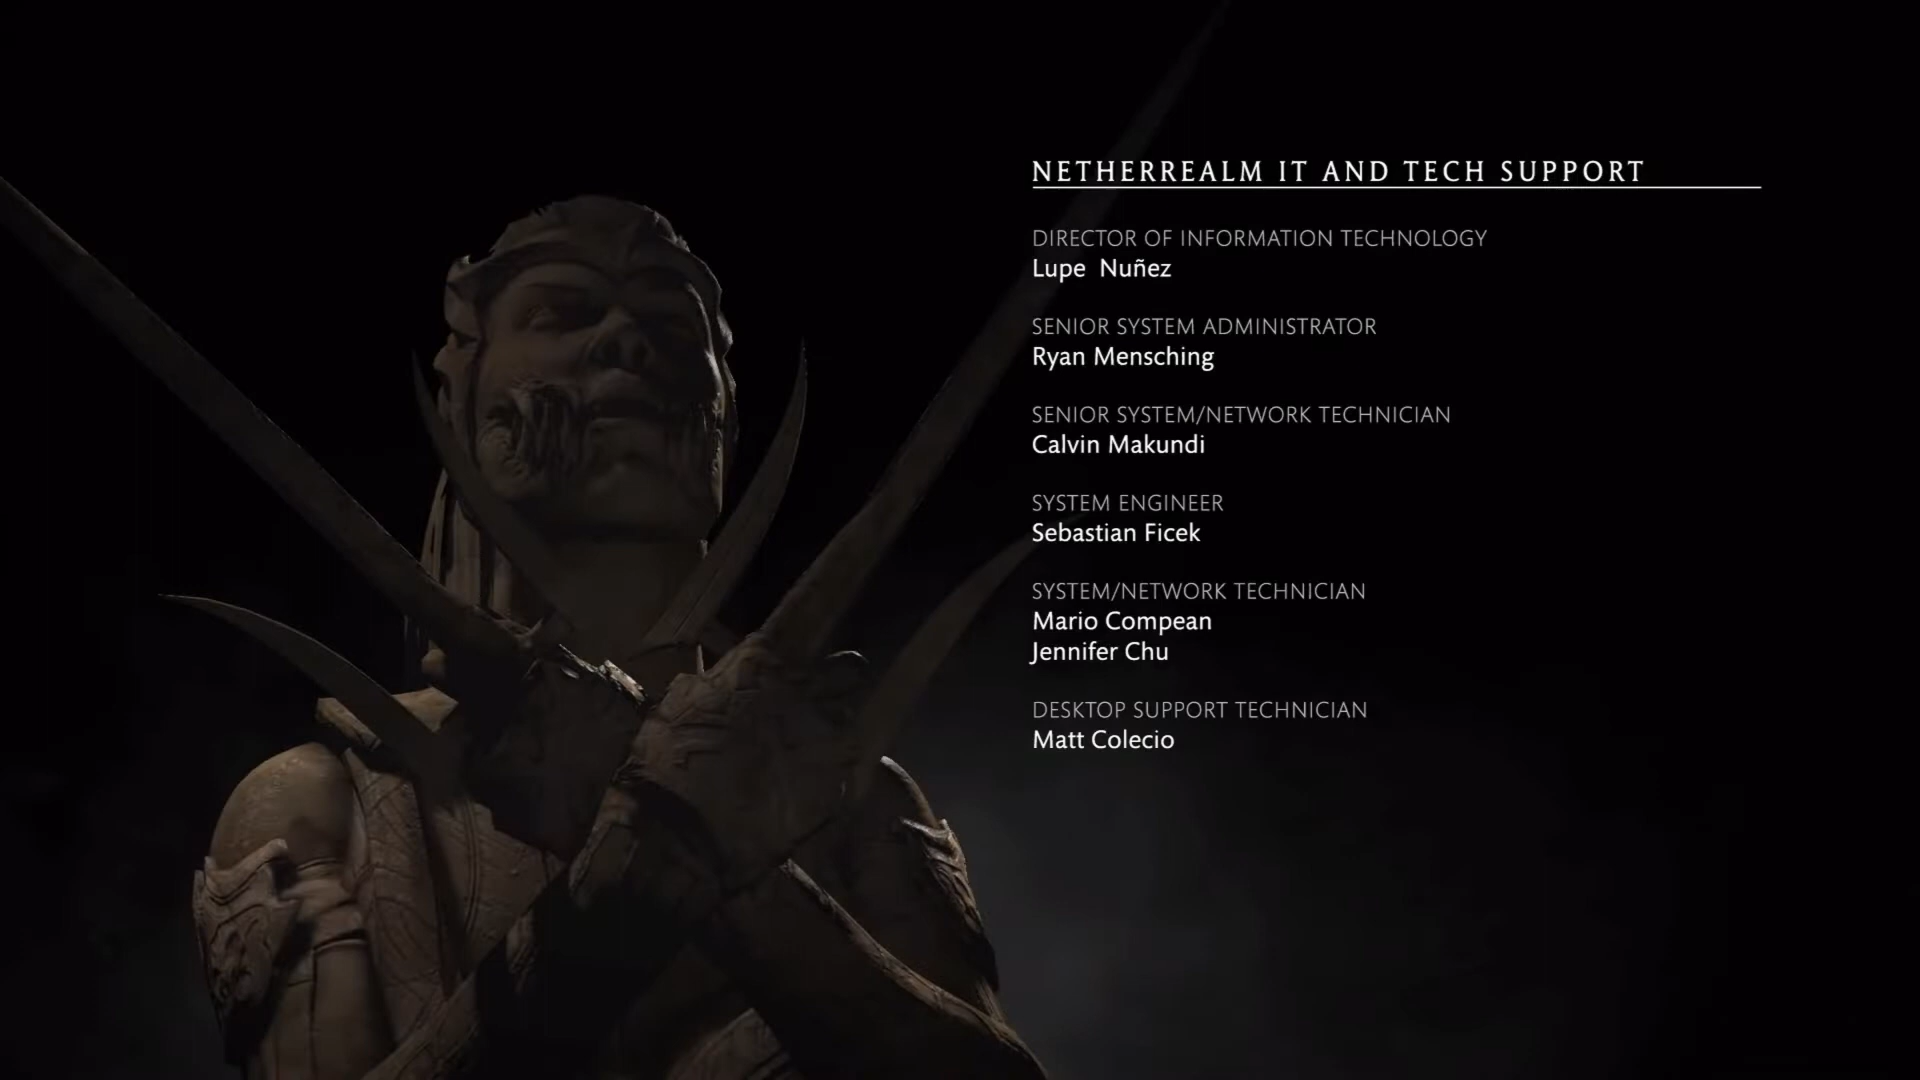 NETHERREALM IT AND TECH SUPPORT
DIRECTOR OF INFORMATION TECHNOLOGY
Lupe  Nuñez
SENIOR SYSTEM ADMINISTRATOR
Ryan Mensching
SENIOR SYSTEM/NETWORK TECHNICIAN
Calvin Makundi
SYSTEM ENGINEER
Sebastian Ficek
SYSTEM/NETWORK TECHNICIAN
Mario Compean
Jennifer Chu
DESKTOP SUPPORT TECHNICIAN
Matt Colecio